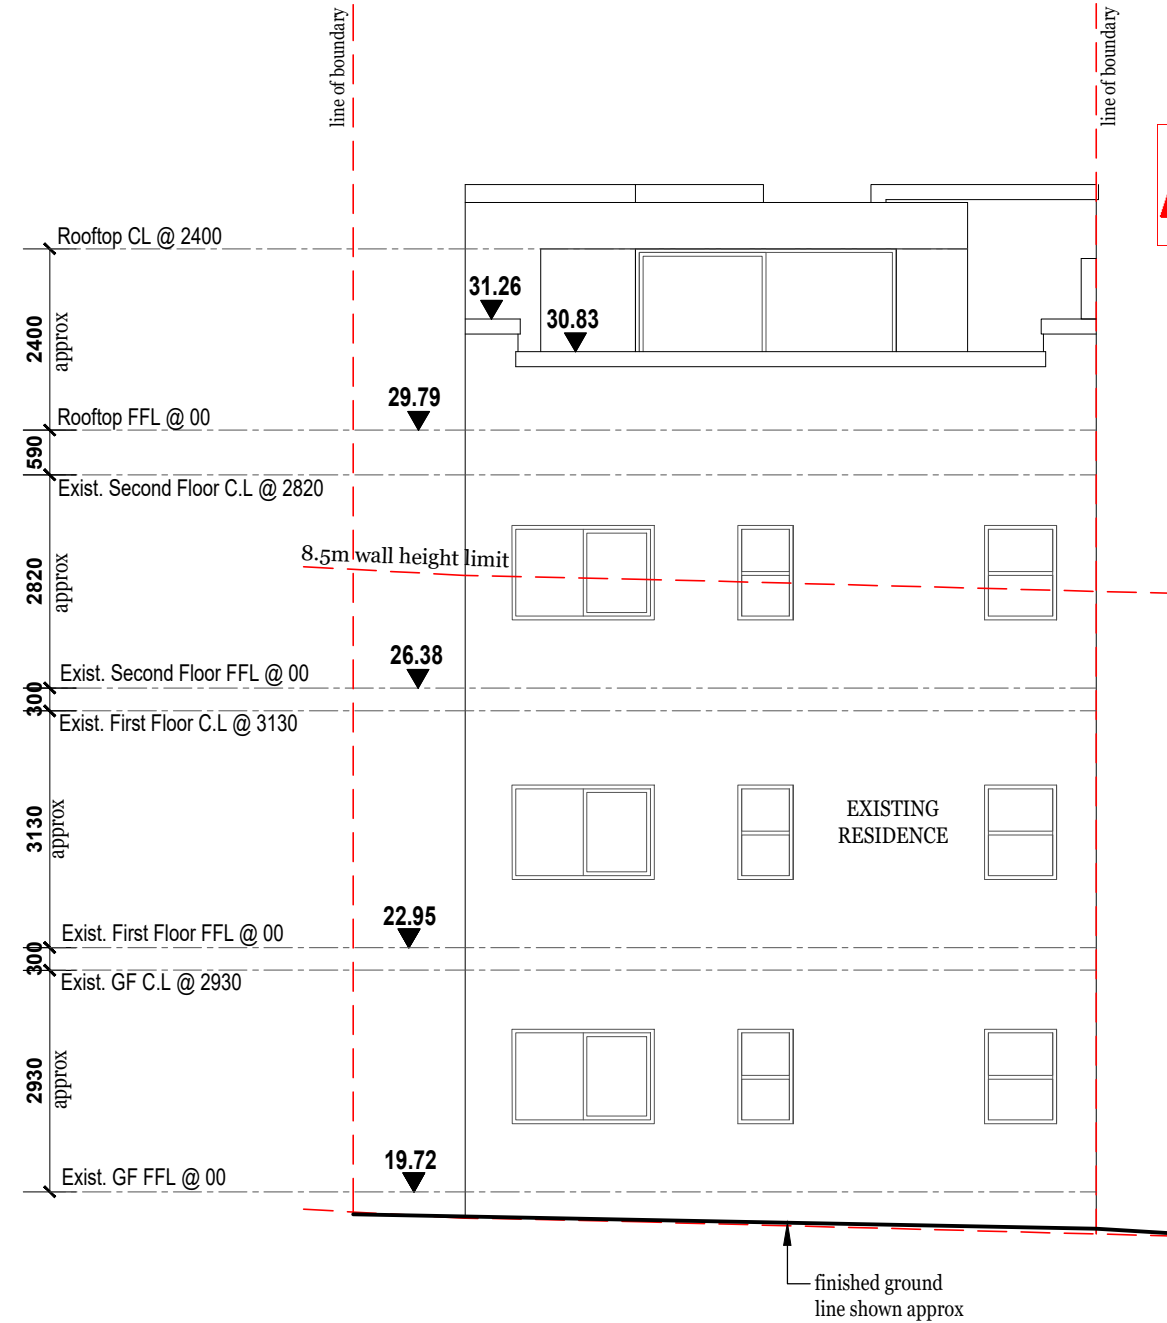 line of boundary
line of boundary
Rooftop CL @ 2400
31.26
30.83
2400
approx
29.79
Rooftop FFL @ 00
590
Exist. Second Floor C.L @ 2820
8.5m wall height limit
2820
approx
26.38
Exist. Second Floor FFL @ 00
300
Exist. First Floor C.L @ 3130
3130
approx
EXISTING
RESIDENCE
22.95
Exist. First Floor FFL @ 00
300
Exist. GF C.L @ 2930
2930
approx
19.72
Exist. GF FFL @ 00
finished ground
line shown approx